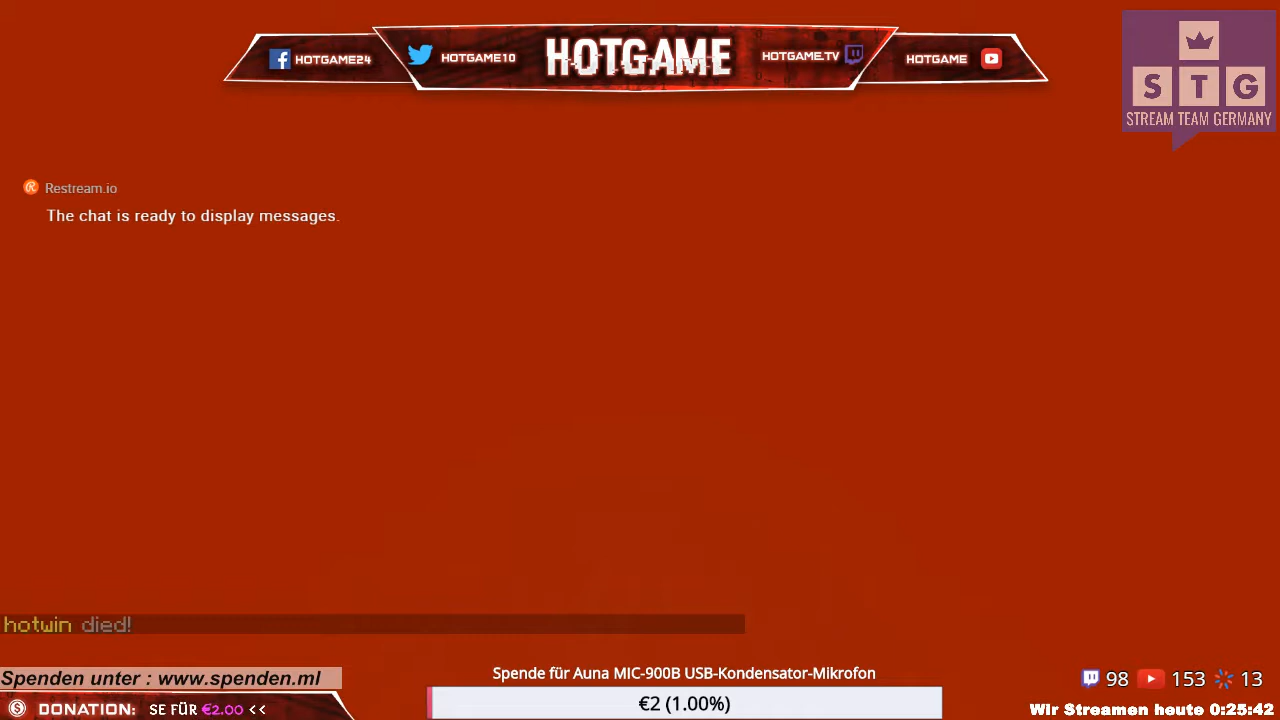 HOTGAME24
HOTGAME10
HOTGAME
HOTGAME.TV
HOTGAME
S T G
STREAM TEAM GERMANY
Restream.io
The chat is ready to display messages.
hotwin died!
Spenden unter : www.spenden.ml
DONATION: SE FÜR €2.00 <<
Spende für Auna MIC-900B USB-Kondensator-Mikrofon
€2 (1.00%)
98 153 13
Wir Streamen heute 0:25:42